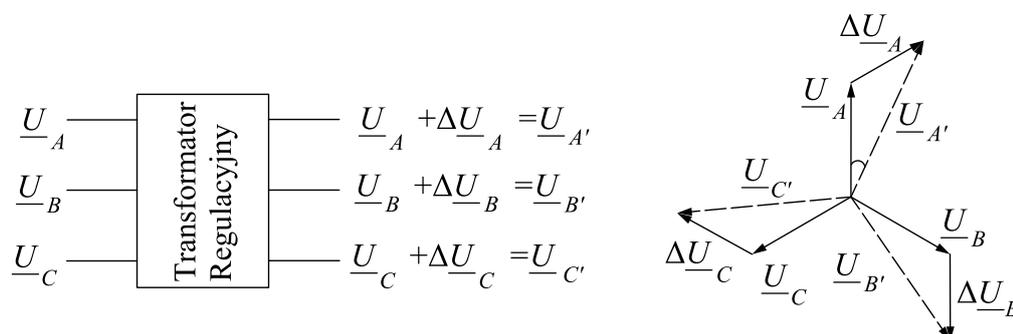 U_A
U_B
U_C
Transformator
Regulacyjny
U_A +ΔU_A =U_A'
U_B +ΔU_B =U_B'
U_C +ΔU_C =U_C'
ΔU_A
U_A
U_A'
U_C'
U_B
ΔU_C
U_C
U_B'
ΔU_B